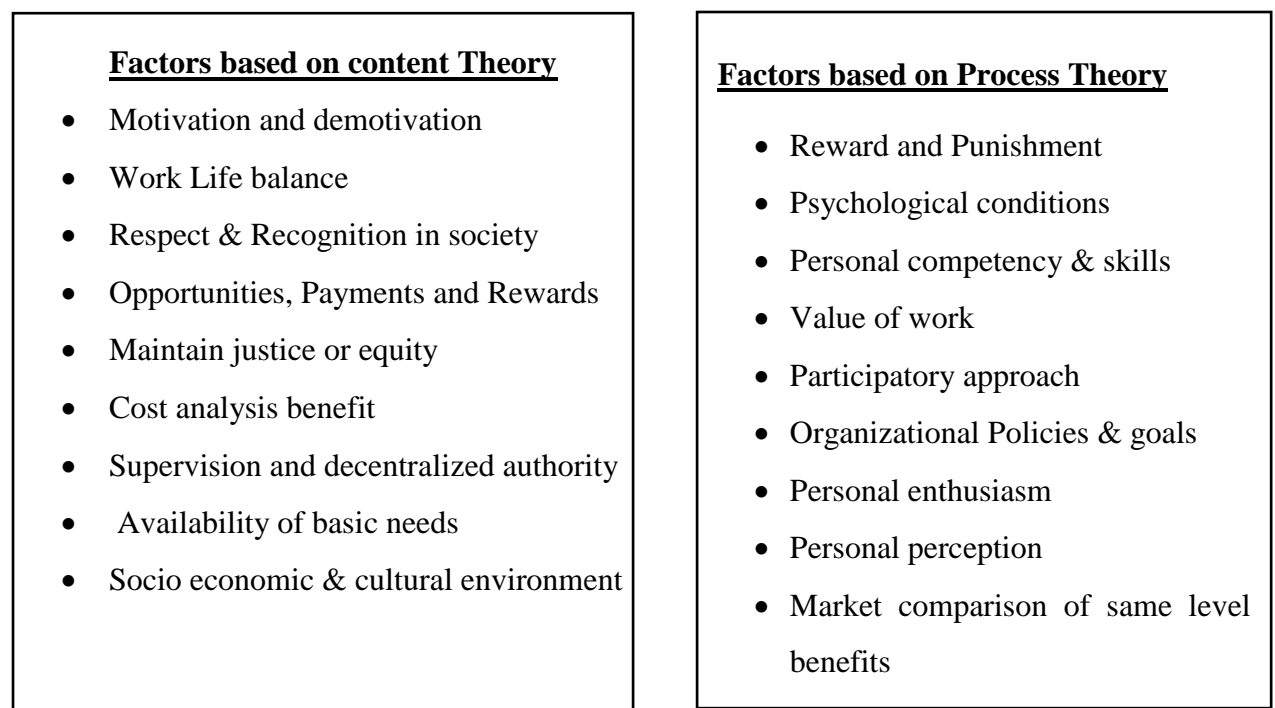 Factors based on content Theory
• Motivation and demotivation
• Work Life balance
• Respect & Recognition in society
• Opportunities, Payments and Rewards
• Maintain justice or equity
• Cost analysis benefit
• Supervision and decentralized authority
• Availability of basic needs
• Socio economic & cultural environment
Factors based on Process Theory
• Reward and Punishment
• Psychological conditions
• Personal competency & skills
• Value of work
• Participatory approach
• Organizational Policies & goals
• Personal enthusiasm
• Personal perception
• Market comparison of same level
benefits